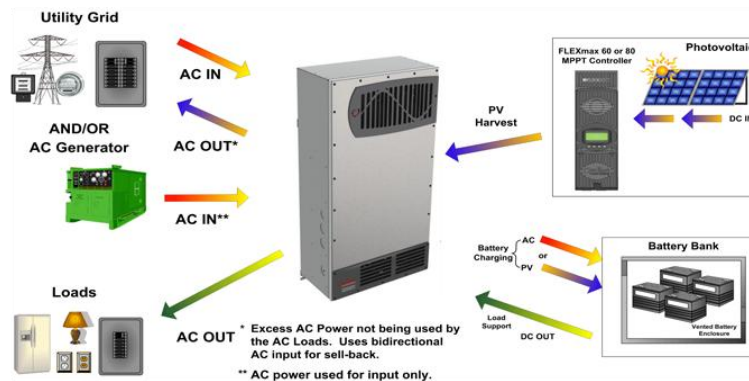 Utility Grid
AC IN
AC OUT*
AND/OR
AC Generator
AC IN**
Loads
AC OUT
* Excess AC Power not being used by
the AC Loads. Uses bidirectional
AC input for sell-back.
** AC power used for input only.
PV
Harvest
FLEXmax 60 or 80
MPPT Controller
Photovoltaic
DC IN
Battery
Charging
AC
or
PV
Load
Support
DC OUT
Battery Bank
Vented Battery
Enclosure